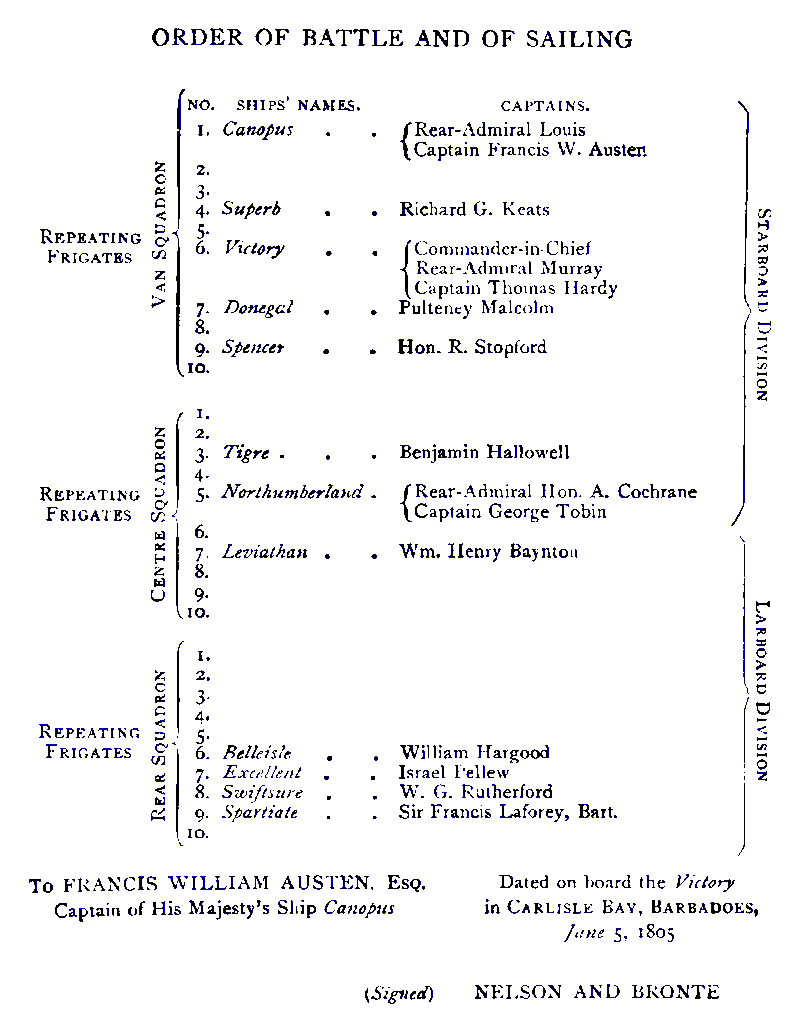 ORDER OF BATTLE AND OF SAILING
NO. SHIPS' NAMES. CAPTAINS.
1. Canopus . . Rear-Admiral Louis
Captain Francis W. Austen
2.
3.
4. Superb . . Richard G. Keats
5.
6. Victory . . Commander-in-Chief
Rear-Admiral Murray
Captain Thomas Hardy
7. Donegal . . Pulteney Malcolm
8.
9. Spencer . . Hon. R. Stopford
10.
REPEATING
FRIGATES
VAN SQUADRON
STARBOARD DIVISION
1.
2.
3. Tigre . . . Benjamin Hallowell
4.
5. Northumberland . Rear-Admiral Hon. A. Cochrane
Captain George Tobin
6.
7. Leviathan . . Wm. Henry Baynton
8.
9.
10.
REPEATING
FRIGATES
CENTRE SQUADRON
1.
2.
3.
4.
5.
6. Belleisle . . William Hargood
7. Excellent . . Israel Pellew
8. Swiftsure . . W. G. Rutherford
9. Spartiate . . Sir Francis Laforey, Bart.
10.
REPEATING
FRIGATES
REAR SQUADRON
LARBOARD DIVISION
To FRANCIS WILLIAM AUSTEN, ESQ.
Captain of His Majesty's Ship Canopus
Dated on board the Victory
in CARLISLE BAY, BARBADOES,
June 5, 1805
(Signed) NELSON AND BRONTE